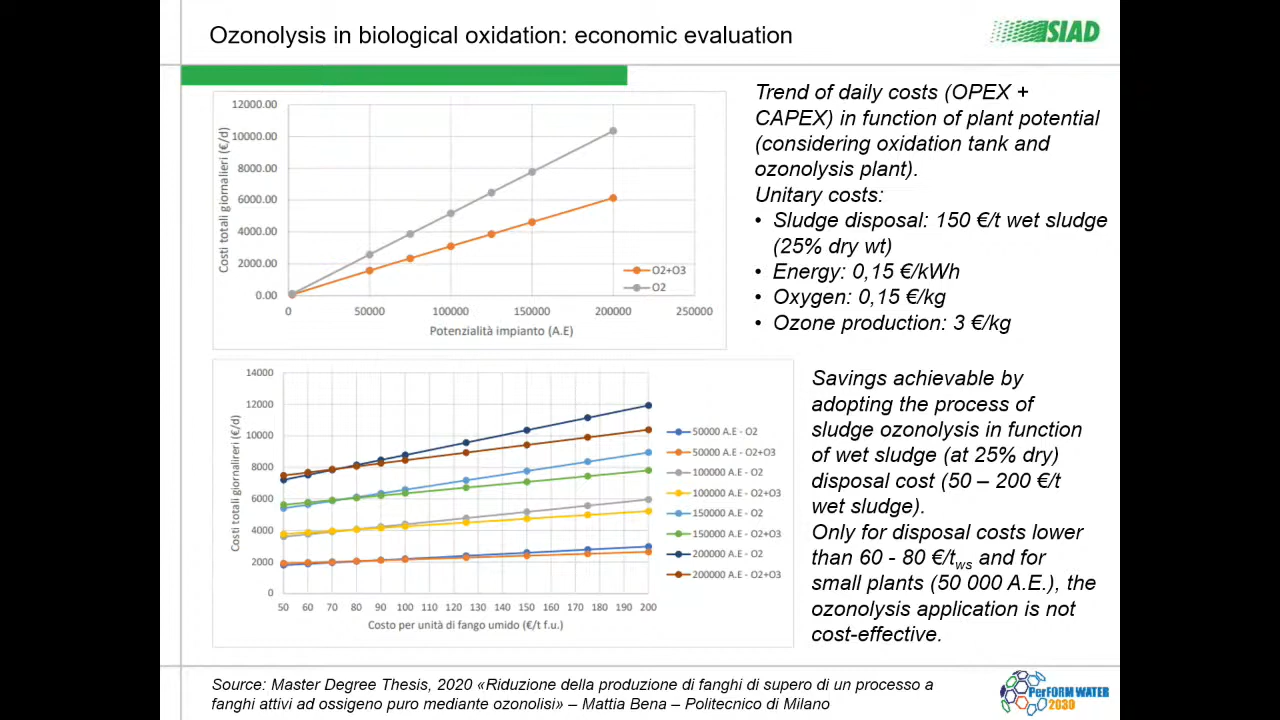 Ozonolysis in biological oxidation: economic evaluation
SIAD
12000.00
10000.00
8000.00
6000.00
4000.00
2000.00
0.00
Costi totali giornalieri (€/d)
0 50000 100000 150000 200000 250000
Potenzialità impianto (A.E)
O2+O3
O2
Trend of daily costs (OPEX +
CAPEX) in function of plant potential
(considering oxidation tank and
ozonolysis plant).
Unitary costs:
• Sludge disposal: 150 €/t wet sludge
(25% dry wt)
• Energy: 0,15 €/kWh
• Oxygen: 0,15 €/kg
• Ozone production: 3 €/kg
14000
12000
10000
8000
6000
4000
2000
0
Costi totali giornalireri (€/d)
50 60 70 80 90 100 110 120 130 140 150 160 170 180 190 200
Costo per unità di fango umido (€/t f.u.)
50000 A.E - O2
50000 A.E - O2+O3
100000 A.E - O2
100000 A.E - O2+O3
150000 A.E - O2
150000 A.E - O2+O3
200000 A.E - O2
200000 A.E - O2+O3
Savings achievable by
adopting the process of
sludge ozonolysis in function
of wet sludge (at 25% dry)
disposal cost (50 – 200 €/t
wet sludge).
Only for disposal costs lower
than 60 - 80 €/tws and for
small plants (50 000 A.E.), the
ozonolysis application is not
cost-effective.
Source: Master Degree Thesis, 2020 «Riduzione della produzione di fanghi di supero di un processo a
fanghi attivi ad ossigeno puro mediante ozonolisi» – Mattia Bena – Politecnico di Milano
PerFORM WATER
2030